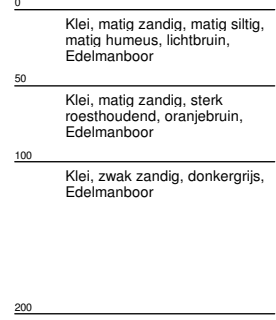 0
Klei, matig zandig, matig siltig,
matig humeus, lichtbruin,
Edelmanboor
50
Klei, matig zandig, sterk
roesthoudend, oranjebruin,
Edelmanboor
100
Klei, zwak zandig, donkergrijs,
Edelmanboor
200